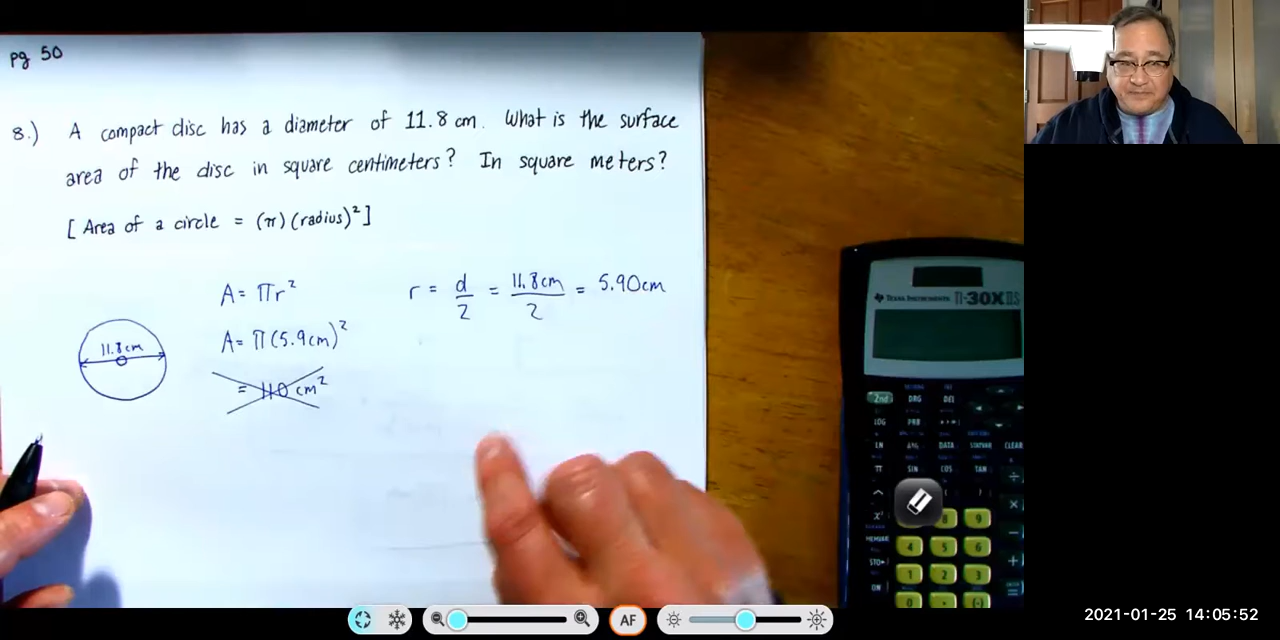 pg 50
8.) A compact disc has a diameter of 11.8 cm. What is the surface
area of the disc in square centimeters? In square meters?
[Area of a circle = (π)(radius)²]
A = πr²
r = d/2 = 11.8cm/2 = 5.90cm
A = π(5.9cm)²
= 110 cm²
11.8cm
TEXAS INSTRUMENTS TI-30X IIS
2nd DRG DEL
LOG PRB
LN DATA STATVAR CLEAR
π SIN COS TAN
^ )
x² 8 9
MEMVAR 4 5 6
STO► 1 2 3
ON 0 . (-)
÷
×
−
+
=
AF
2021-01-25 14:05:52